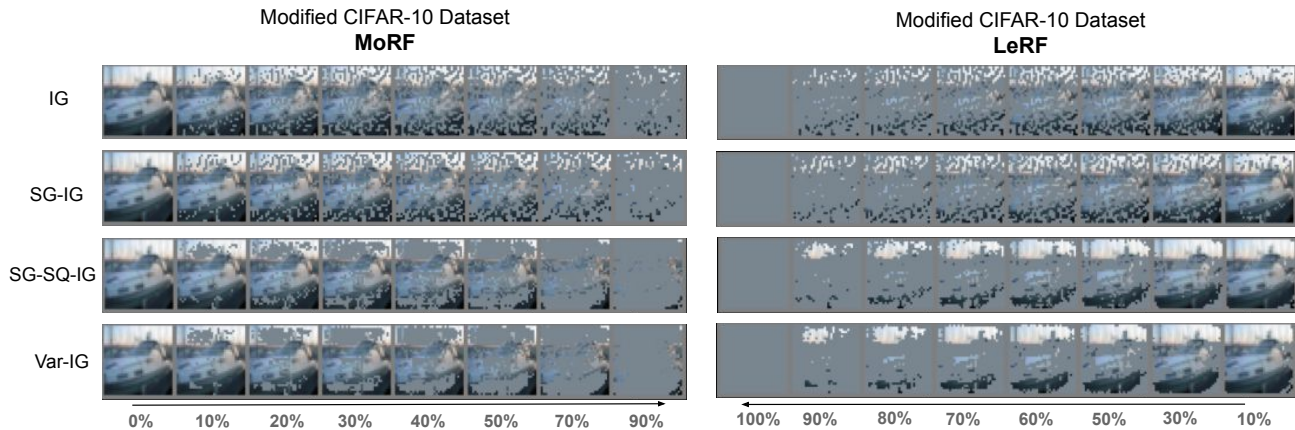 Modified CIFAR-10 Dataset
MoRF
Modified CIFAR-10 Dataset
LeRF
IG
SG-IG
SG-SQ-IG
Var-IG
0% 10% 20% 30% 40% 50% 70% 90%
100% 90% 80% 70% 60% 50% 30% 10%